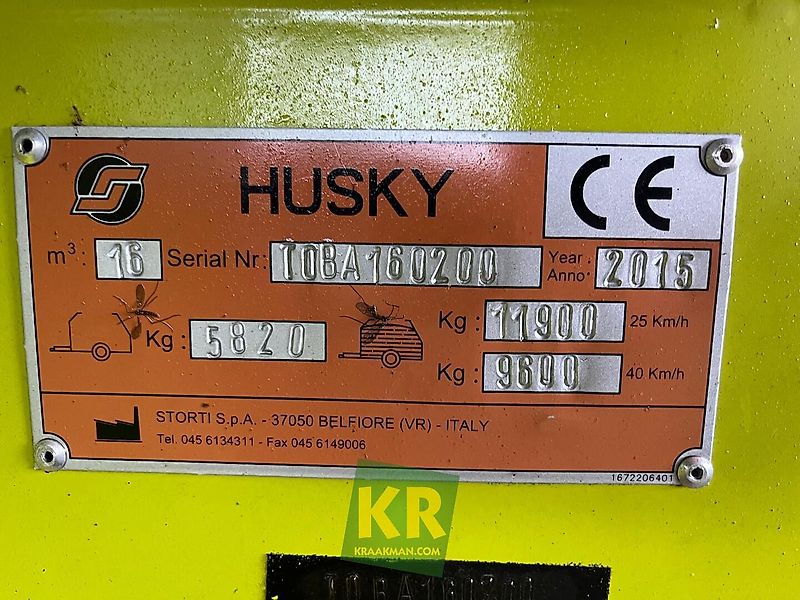 HUSKY
CE
m³: 16 Serial Nr: T0BA160200 Year Anno: 2015
Kg: 5820
Kg: 11900 25 Km/h
Kg: 9600 40 Km/h
STORTI S.p.A. - 37050 BELFIORE (VR) - ITALY
Tel. 045 6134311 - Fax 045 6149006
1672206401
KR
KRAAKMAN.COM
T0BA160200